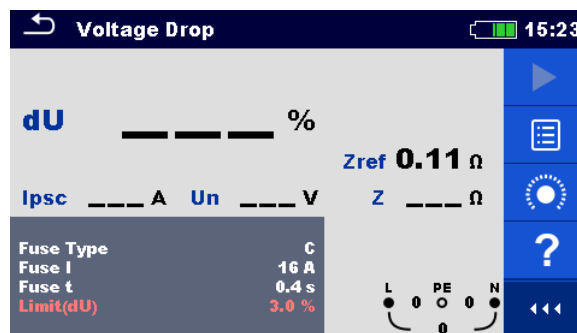 Voltage Drop 15:23
dU ___ %
Zref 0.11 Ω
Ipsc ___ A Un ___ V Z ___ Ω
Fuse Type C
Fuse I 16 A
Fuse t 0.4 s
Limit(dU) 3.0 %
L PE N
0 0
0
?